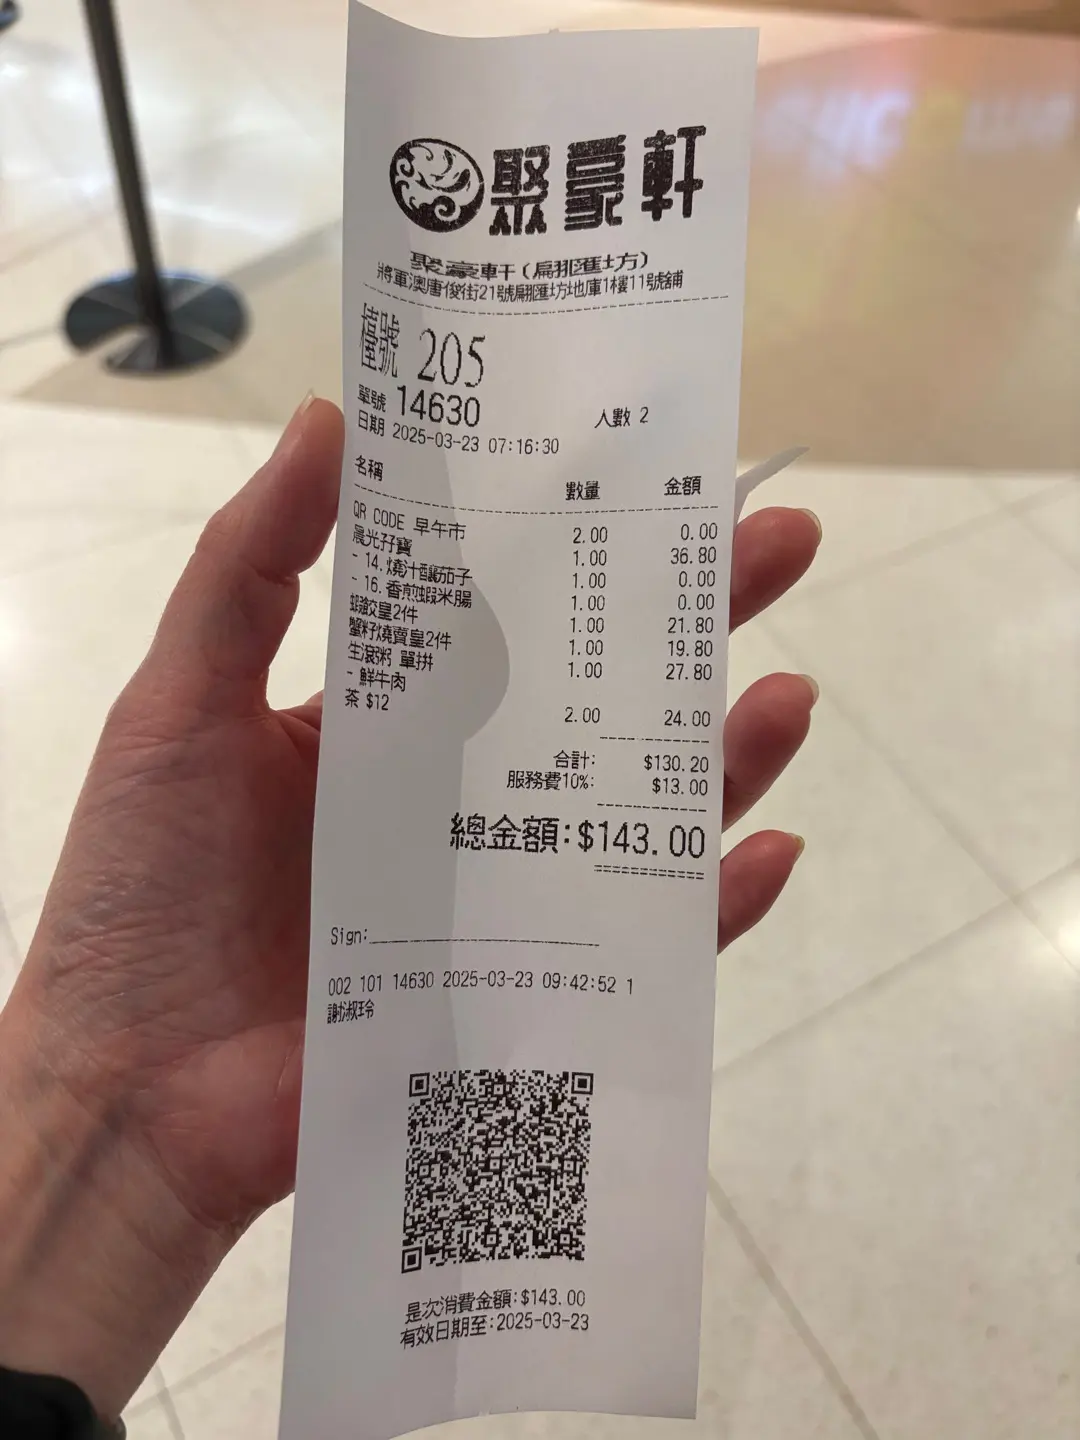 聚豪軒
聚豪軒(翩滙坊)
將軍澳唐俊街21號翩滙坊地庫1樓11號舖
檯號 205
單號 14630 人數 2
日期 2025-03-23 07:16:30
名稱 數量 金額
QR CODE 早午市 2.00 0.00
晨光孖寶 1.00 36.80
- 14.燒汁釀茄子 1.00 0.00
- 16.香煎蝦米腸 1.00 0.00
蝦餃皇2件 1.00 21.80
蟹籽燒賣皇2件 1.00 19.80
生滾粥 單拼 1.00 27.80
- 鮮牛肉
茶 $12 2.00 24.00
合計: $130.20
服務費10%: $13.00
總金額:$143.00
Sign:
002 101 14630 2025-03-23 09:42:52 1
謝淑玲
是次消費金額:$143.00
有效日期至:2025-03-23